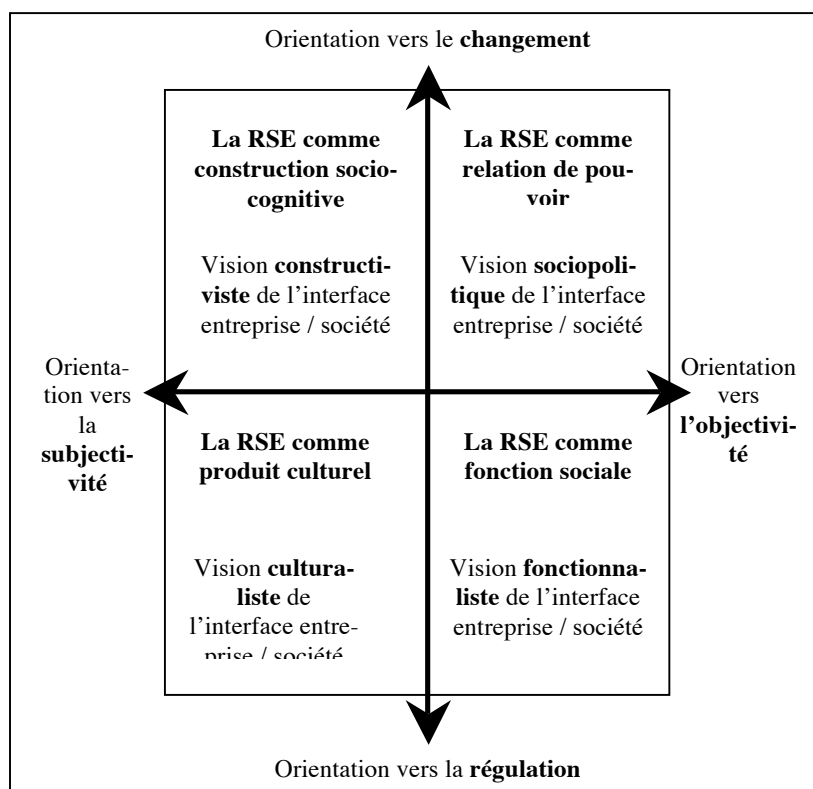 Orientation vers le changement
La RSE comme
construction socio-
cognitive
Vision constructi-
viste de l’interface
entreprise / société
La RSE comme
relation de pou-
voir
Vision sociopoli-
tique de l’interface
entreprise / société
Orienta-
tion vers
la
subjecti-
vité
Orientation
vers
l’objectivi-
té
La RSE comme
produit culturel
Vision cultura-
liste de
l’interface entre-
prise / société
La RSE comme
fonction sociale
Vision fonctionna-
liste de l’interface
entreprise / société
Orientation vers la régulation